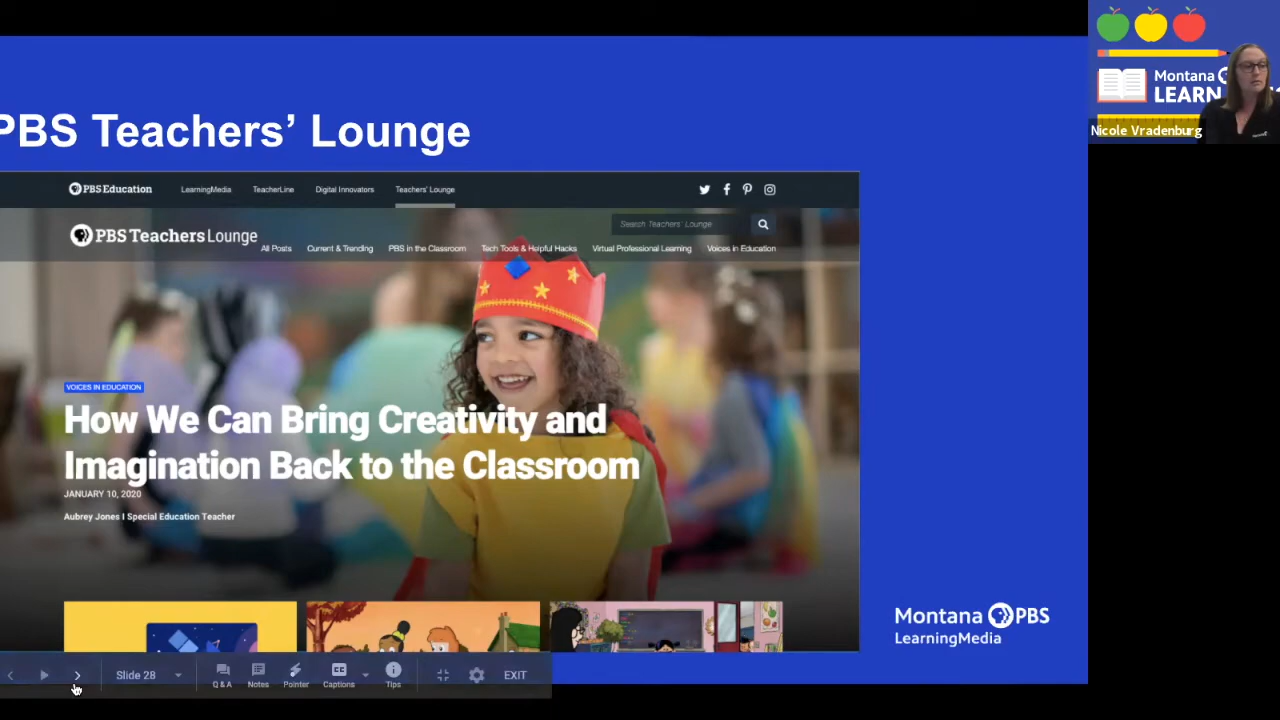 PBS Teachers' Lounge
PBS Education LearningMedia TeacherLine Digital Innovators Teachers' Lounge
PBS Teachers Lounge
Search Teachers' Lounge
All Posts Current & Trending PBS in the Classroom Tech Tools & Helpful Hacks Virtual Professional Learning Voices in Education
VOICES IN EDUCATION
How We Can Bring Creativity and
Imagination Back to the Classroom
JANUARY 10, 2020
Aubrey Jones I Special Education Teacher
Montana PBS
LearningMedia
Slide 28
Q & A Notes Pointer CC Captions Tips EXIT
Montana
LEARN
Nicole Vradenburg